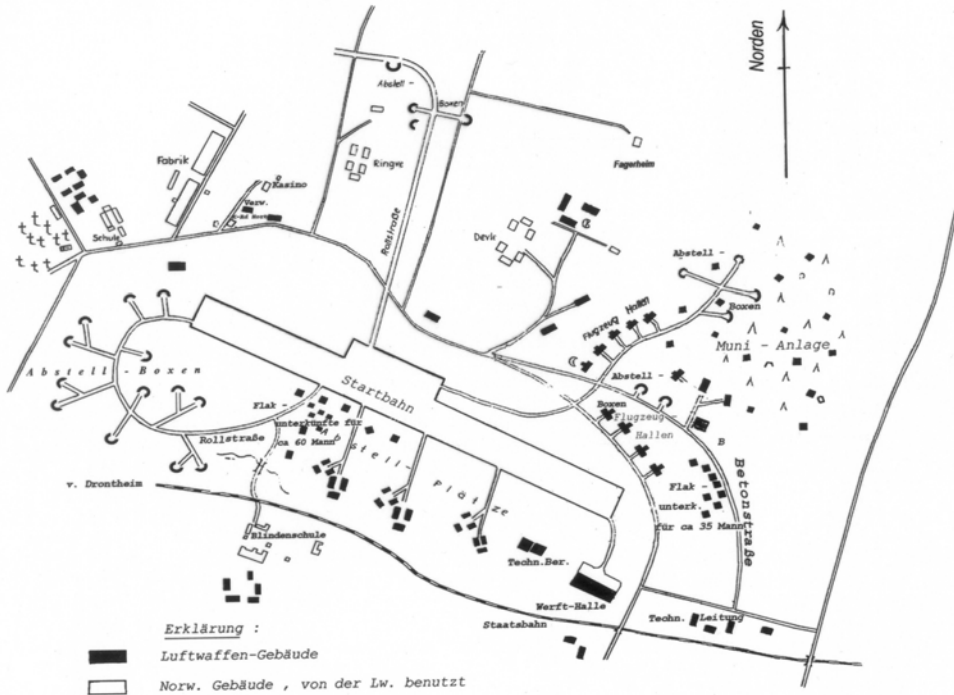 Norden
Abstell -
Boxen
Fagerheim
Fabrik
Ringve
Kasino
Verw.
Schule
Rollstraße
Devle
Abstell -
Boxen
Flugzeug Hallen
Muni - Anlage
Abstell - Boxen
Startbahn
Abstell -
Boxen
Flugzeug -
Hallen
B
Flak -
unterkünfte für
ca 60 Mann
Abstell - Plätze
Rollstraße
Flak -
unterk.
für ca 35 Mann
Betonstraße
v. Drontheim
Blindenschule
Techn.Ber.
Werft-Halle
Staatsbahn
Techn. Leitung
Erklärung :
Luftwaffen-Gebäude
Norw. Gebäude , von der Lw. benutzt